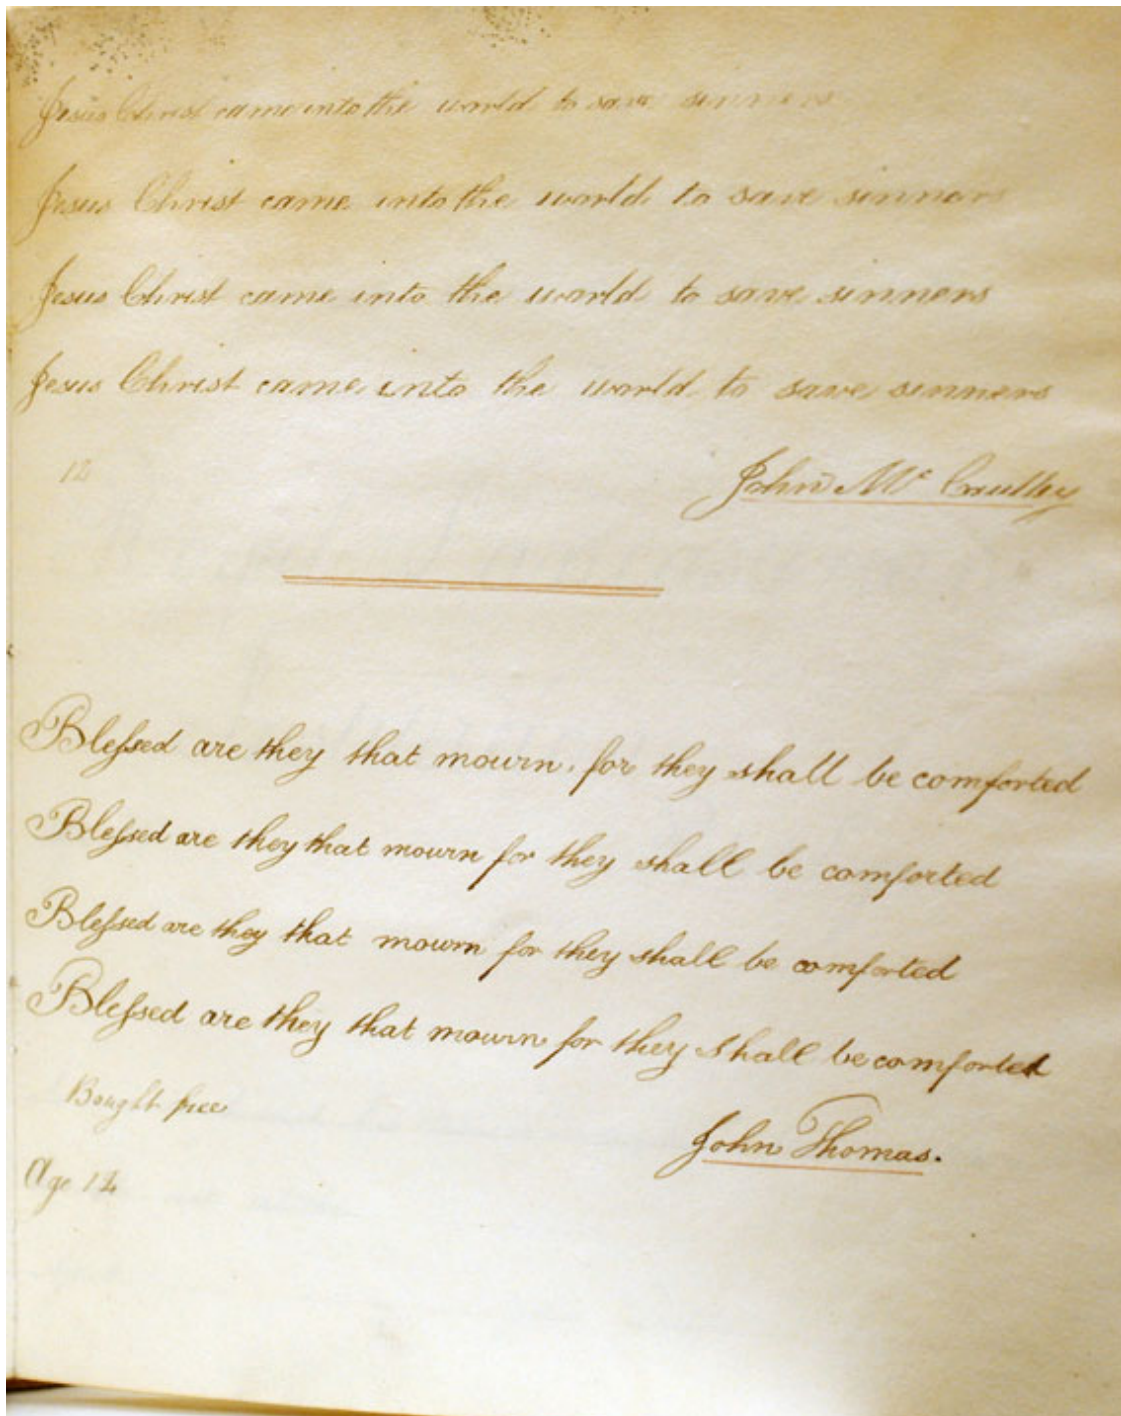 Jesus Christ came into the world to save sinners
Jesus Christ came into the world to save sinners
Jesus Christ came into the world to save sinners
Jesus Christ came into the world to save sinners
12
John Mc
Blessed are they that mourn. for they shall be comforted
Blessed are they that mourn for they shall be comforted
Blessed are they that mourn for they shall be comforted
Blessed are they that mourn for they shall be comforted
Bought free
John Thomas.
Age 12